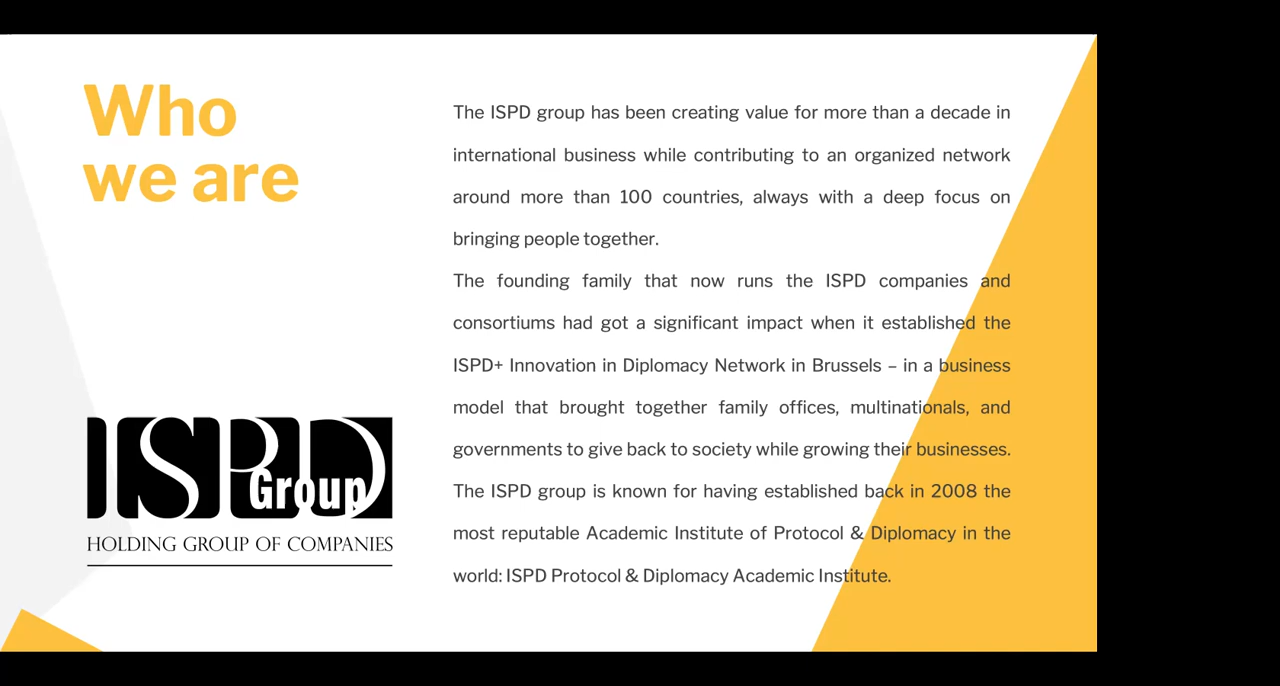 Who
we are
The ISPD group has been creating value for more than a decade in
international business while contributing to an organized network
around more than 100 countries, always with a deep focus on
bringing people together.
The founding family that now runs the ISPD companies and
consortiums had got a significant impact when it established the
ISPD+ Innovation in Diplomacy Network in Brussels – in a business
model that brought together family offices, multinationals, and
governments to give back to society while growing their businesses.
The ISPD group is known for having established back in 2008 the
most reputable Academic Institute of Protocol & Diplomacy in the
world: ISPD Protocol & Diplomacy Academic Institute.
ISPD
Group
HOLDING GROUP OF COMPANIES